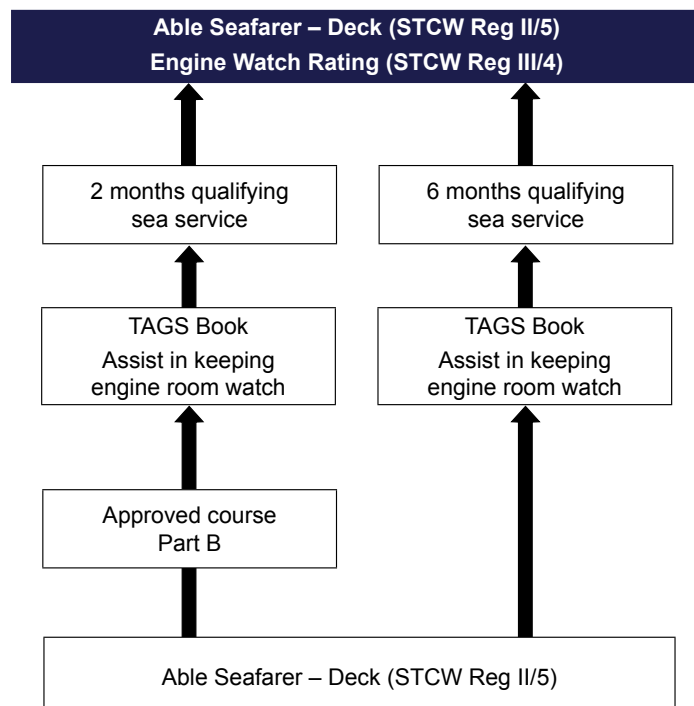 Able Seafarer – Deck (STCW Reg II/5)
Engine Watch Rating (STCW Reg III/4)
2 months qualifying
sea service
6 months qualifying
sea service
TAGS Book
Assist in keeping
engine room watch
TAGS Book
Assist in keeping
engine room watch
Approved course
Part B
Able Seafarer – Deck (STCW Reg II/5)